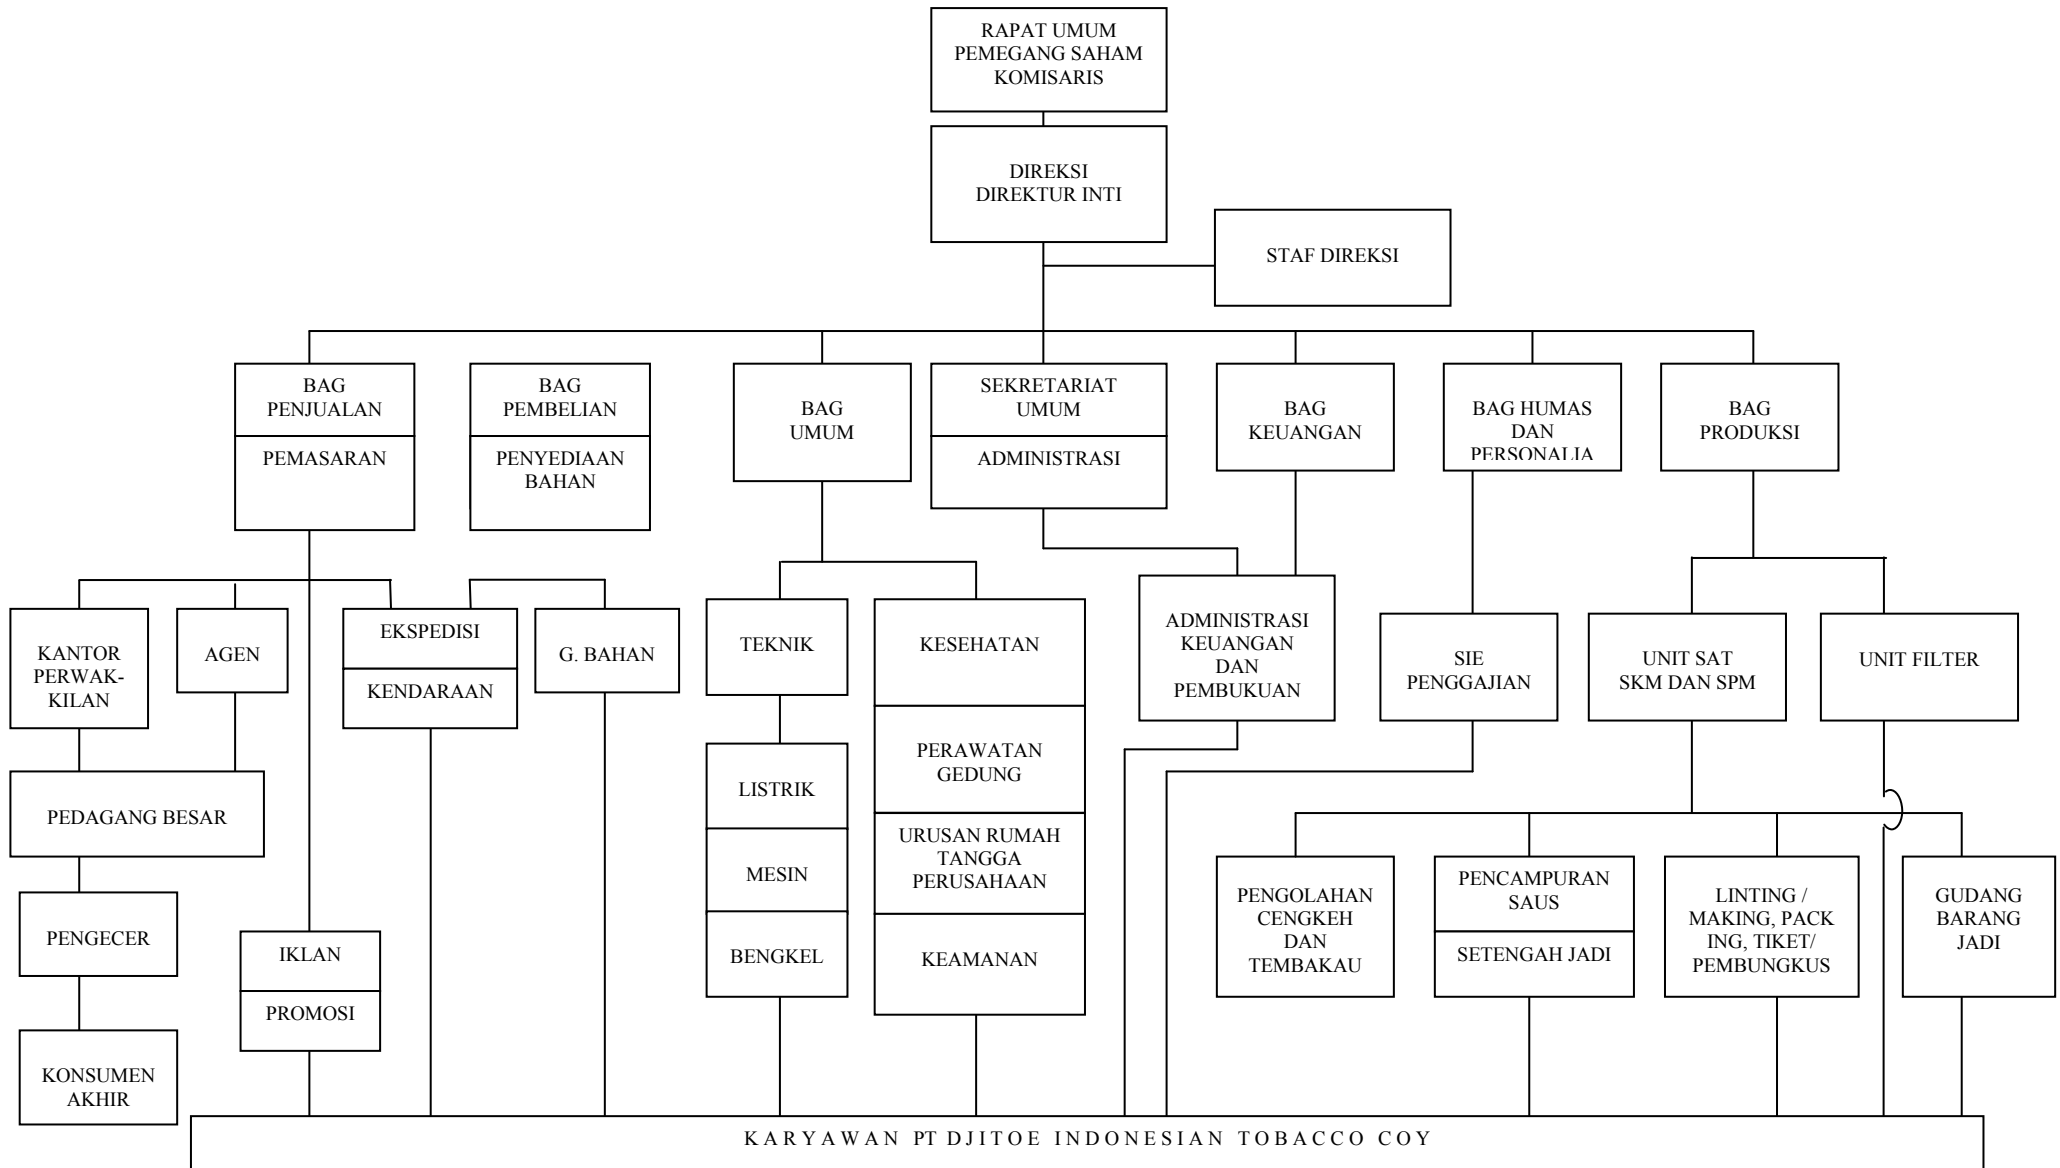 RAPAT UMUM
PEMEGANG SAHAM
KOMISARIS
DIREKSI
DIREKTUR INTI
STAF DIREKSI
BAG
PENJUALAN
PEMASARAN
BAG
PEMBELIAN
PENYEDIAAN
BAHAN
BAG
UMUM
SEKRETARIAT
UMUM
ADMINISTRASI
BAG
KEUANGAN
BAG HUMAS
DAN
PERSONALIA
BAG
PRODUKSI
KANTOR
PERWAK-
KILAN
AGEN
EKSPEDISI
KENDARAAN
G. BAHAN
TEKNIK
KESEHATAN
ADMINISTRASI
KEUANGAN
DAN
PEMBUKUAN
SIE
PENGGAJIAN
UNIT SAT
SKM DAN SPM
UNIT FILTER
PEDAGANG BESAR
LISTRIK
MESIN
BENGKEL
PERAWATAN
GEDUNG
URUSAN RUMAH
TANGGA
PERUSAHAAN
KEAMANAN
PENGECER
IKLAN
PROMOSI
PENGOLAHAN
CENGKEH
DAN
TEMBAKAU
PENCAMPURAN
SAUS
SETENGAH JADI
LINTING /
MAKING, PACK
ING, TIKET/
PEMBUNGKUS
GUDANG
BARANG
JADI
KONSUMEN
AKHIR
KARYAWAN PT DJITOE INDONESIAN TOBACCO COY